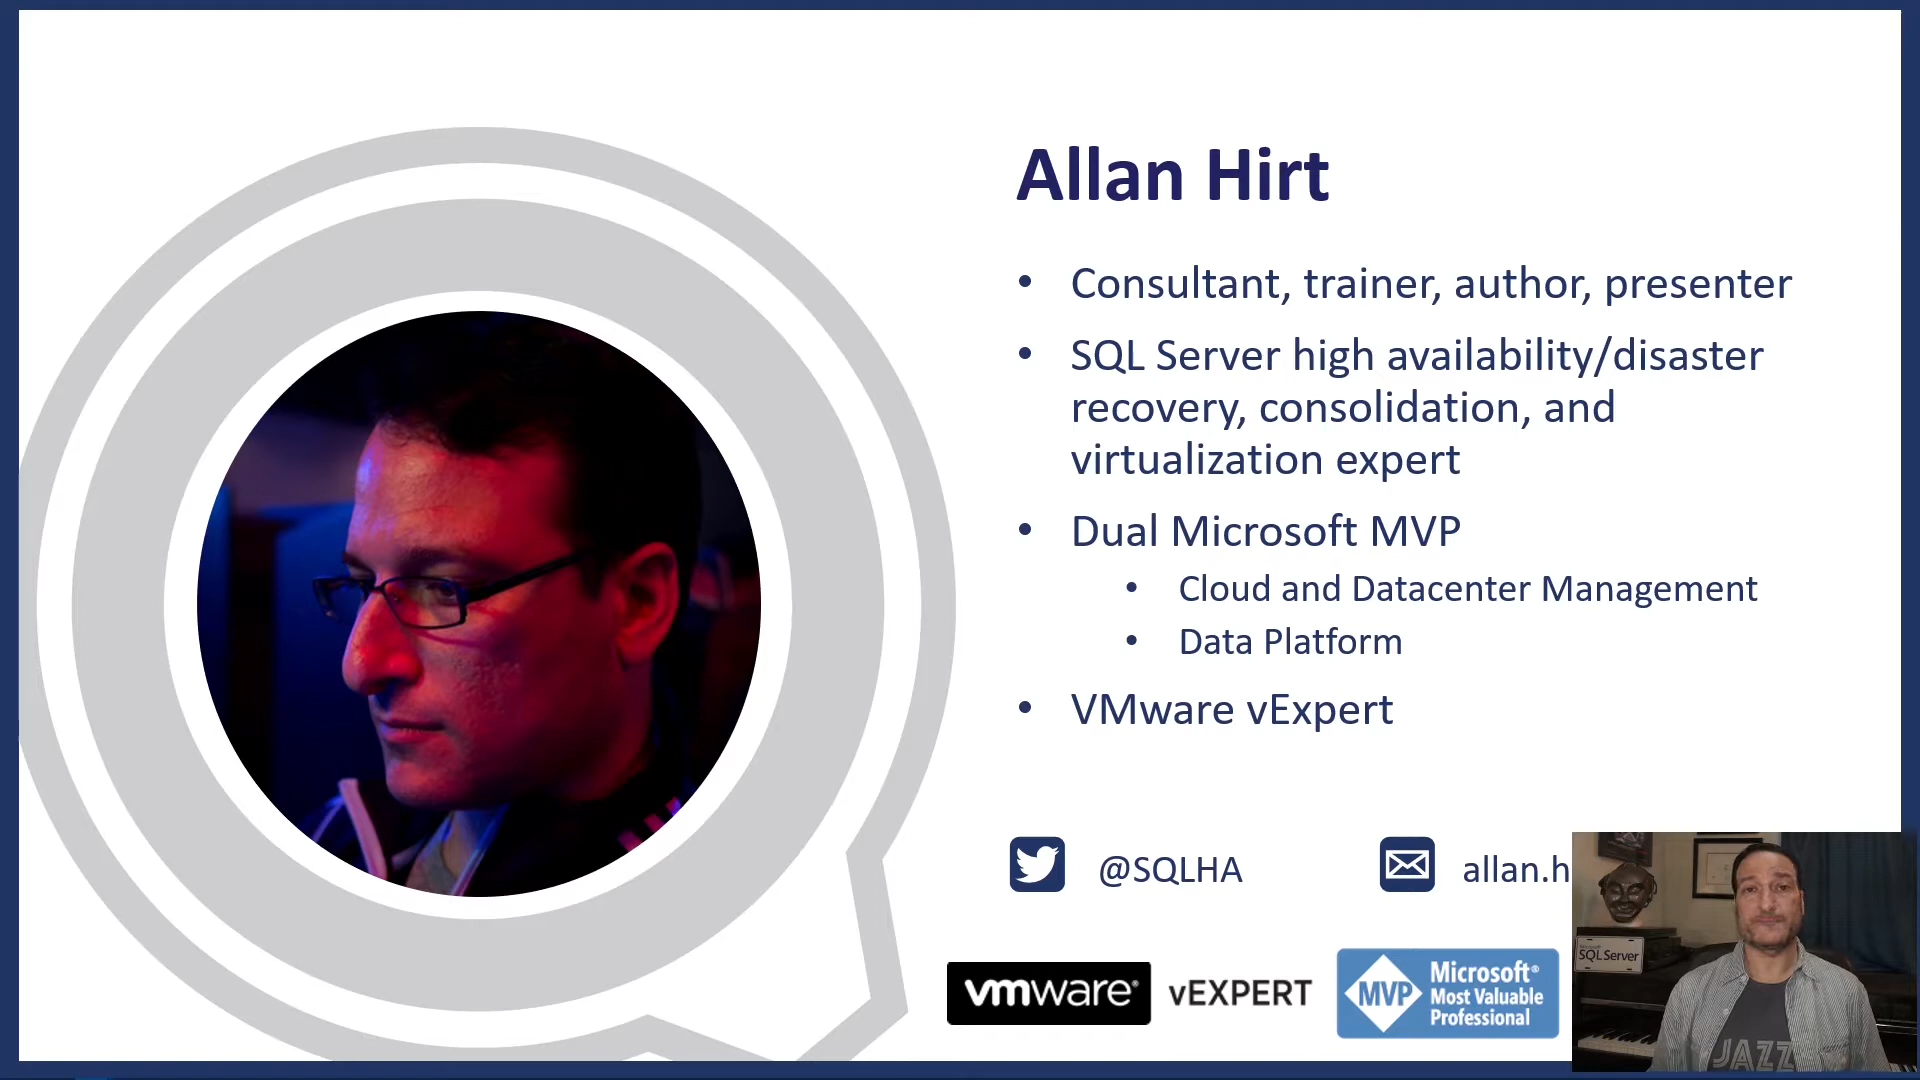 Allan Hirt
• Consultant, trainer, author, presenter
• SQL Server high availability/disaster
recovery, consolidation, and
virtualization expert
• Dual Microsoft MVP
• Cloud and Datacenter Management
• Data Platform
• VMware vExpert
@SQLHA
allan.h
vmware® vEXPERT
MVP
Microsoft®
Most Valuable
Professional
Microsoft
SQL Server
JAZZ